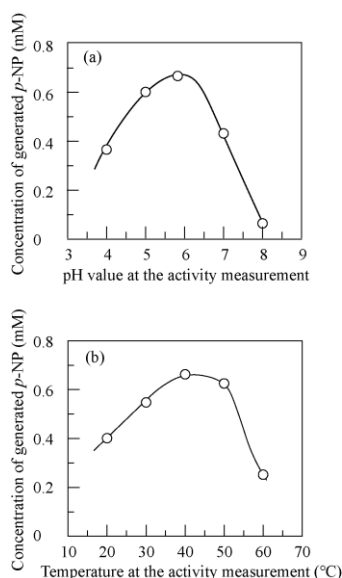 Concentration of generated p-NP (mM)
(a)
0.8
0.6
0.4
0.2
0
3 4 5 6 7 8 9
pH value at the activity measurement
Concentration of generated p-NP (mM)
(b)
0.8
0.6
0.4
0.2
0
10 20 30 40 50 60 70
Temperature at the activity measurement (°C)